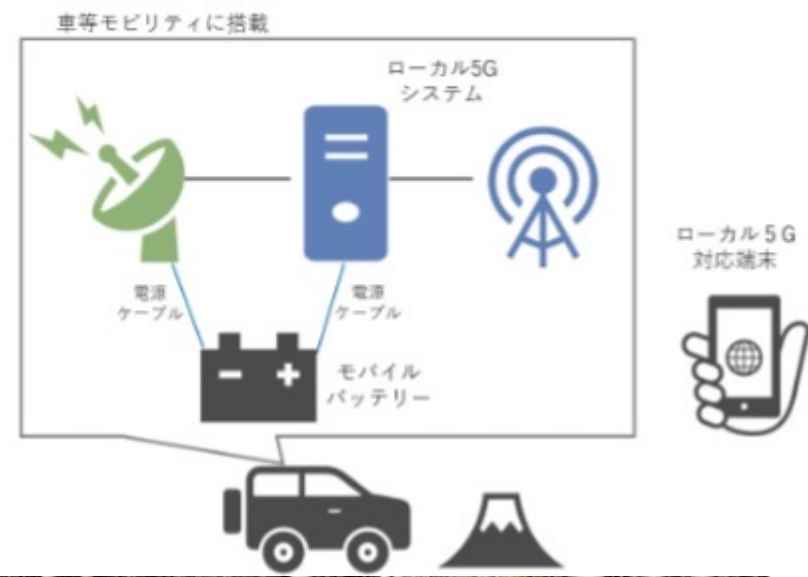 車等モビリティに搭載
ローカル5G
システム
ローカル５Ｇ
対応端末
電源
ケーブル
電源
ケーブル
モバイル
バッテリー